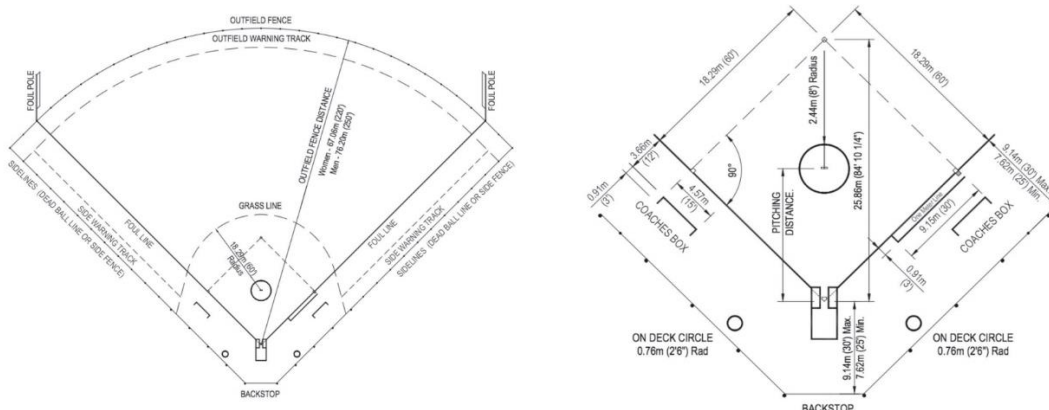 OUTFIELD FENCE
OUTFIELD WARNING TRACK
FOUL POLE
FOUL POLE
OUTFIELD FENCE DISTANCE
Women - 67.06m (220')
Men - 76.20m (250')
SIDELINES (DEAD BALL LINE OR SIDE FENCE)
SIDE WARNING TRACK
FOUL LINE
GRASS LINE
18.29m (60')
Radius
FOUL LINE
SIDE WARNING TRACK
SIDELINES (DEAD BALL LINE OR SIDE FENCE)
BACKSTOP
18.29m (60')
18.29m (60')
2.44m (8') Radius
25.86m (84' 10 1/4")
3.66m
(12')
0.91m
(3')
90°
4.57m
(15')
COACHES BOX
PITCHING
DISTANCE.
9.14m (30') Max.
7.62m (25') Min.
One Meter Line
9.15m (30')
COACHES BOX
0.91m
(3')
ON DECK CIRCLE
0.76m (2'6") Rad
9.14m (30') Max.
7.62m (25') Min.
ON DECK CIRCLE
0.76m (2'6") Rad
BACKSTOP